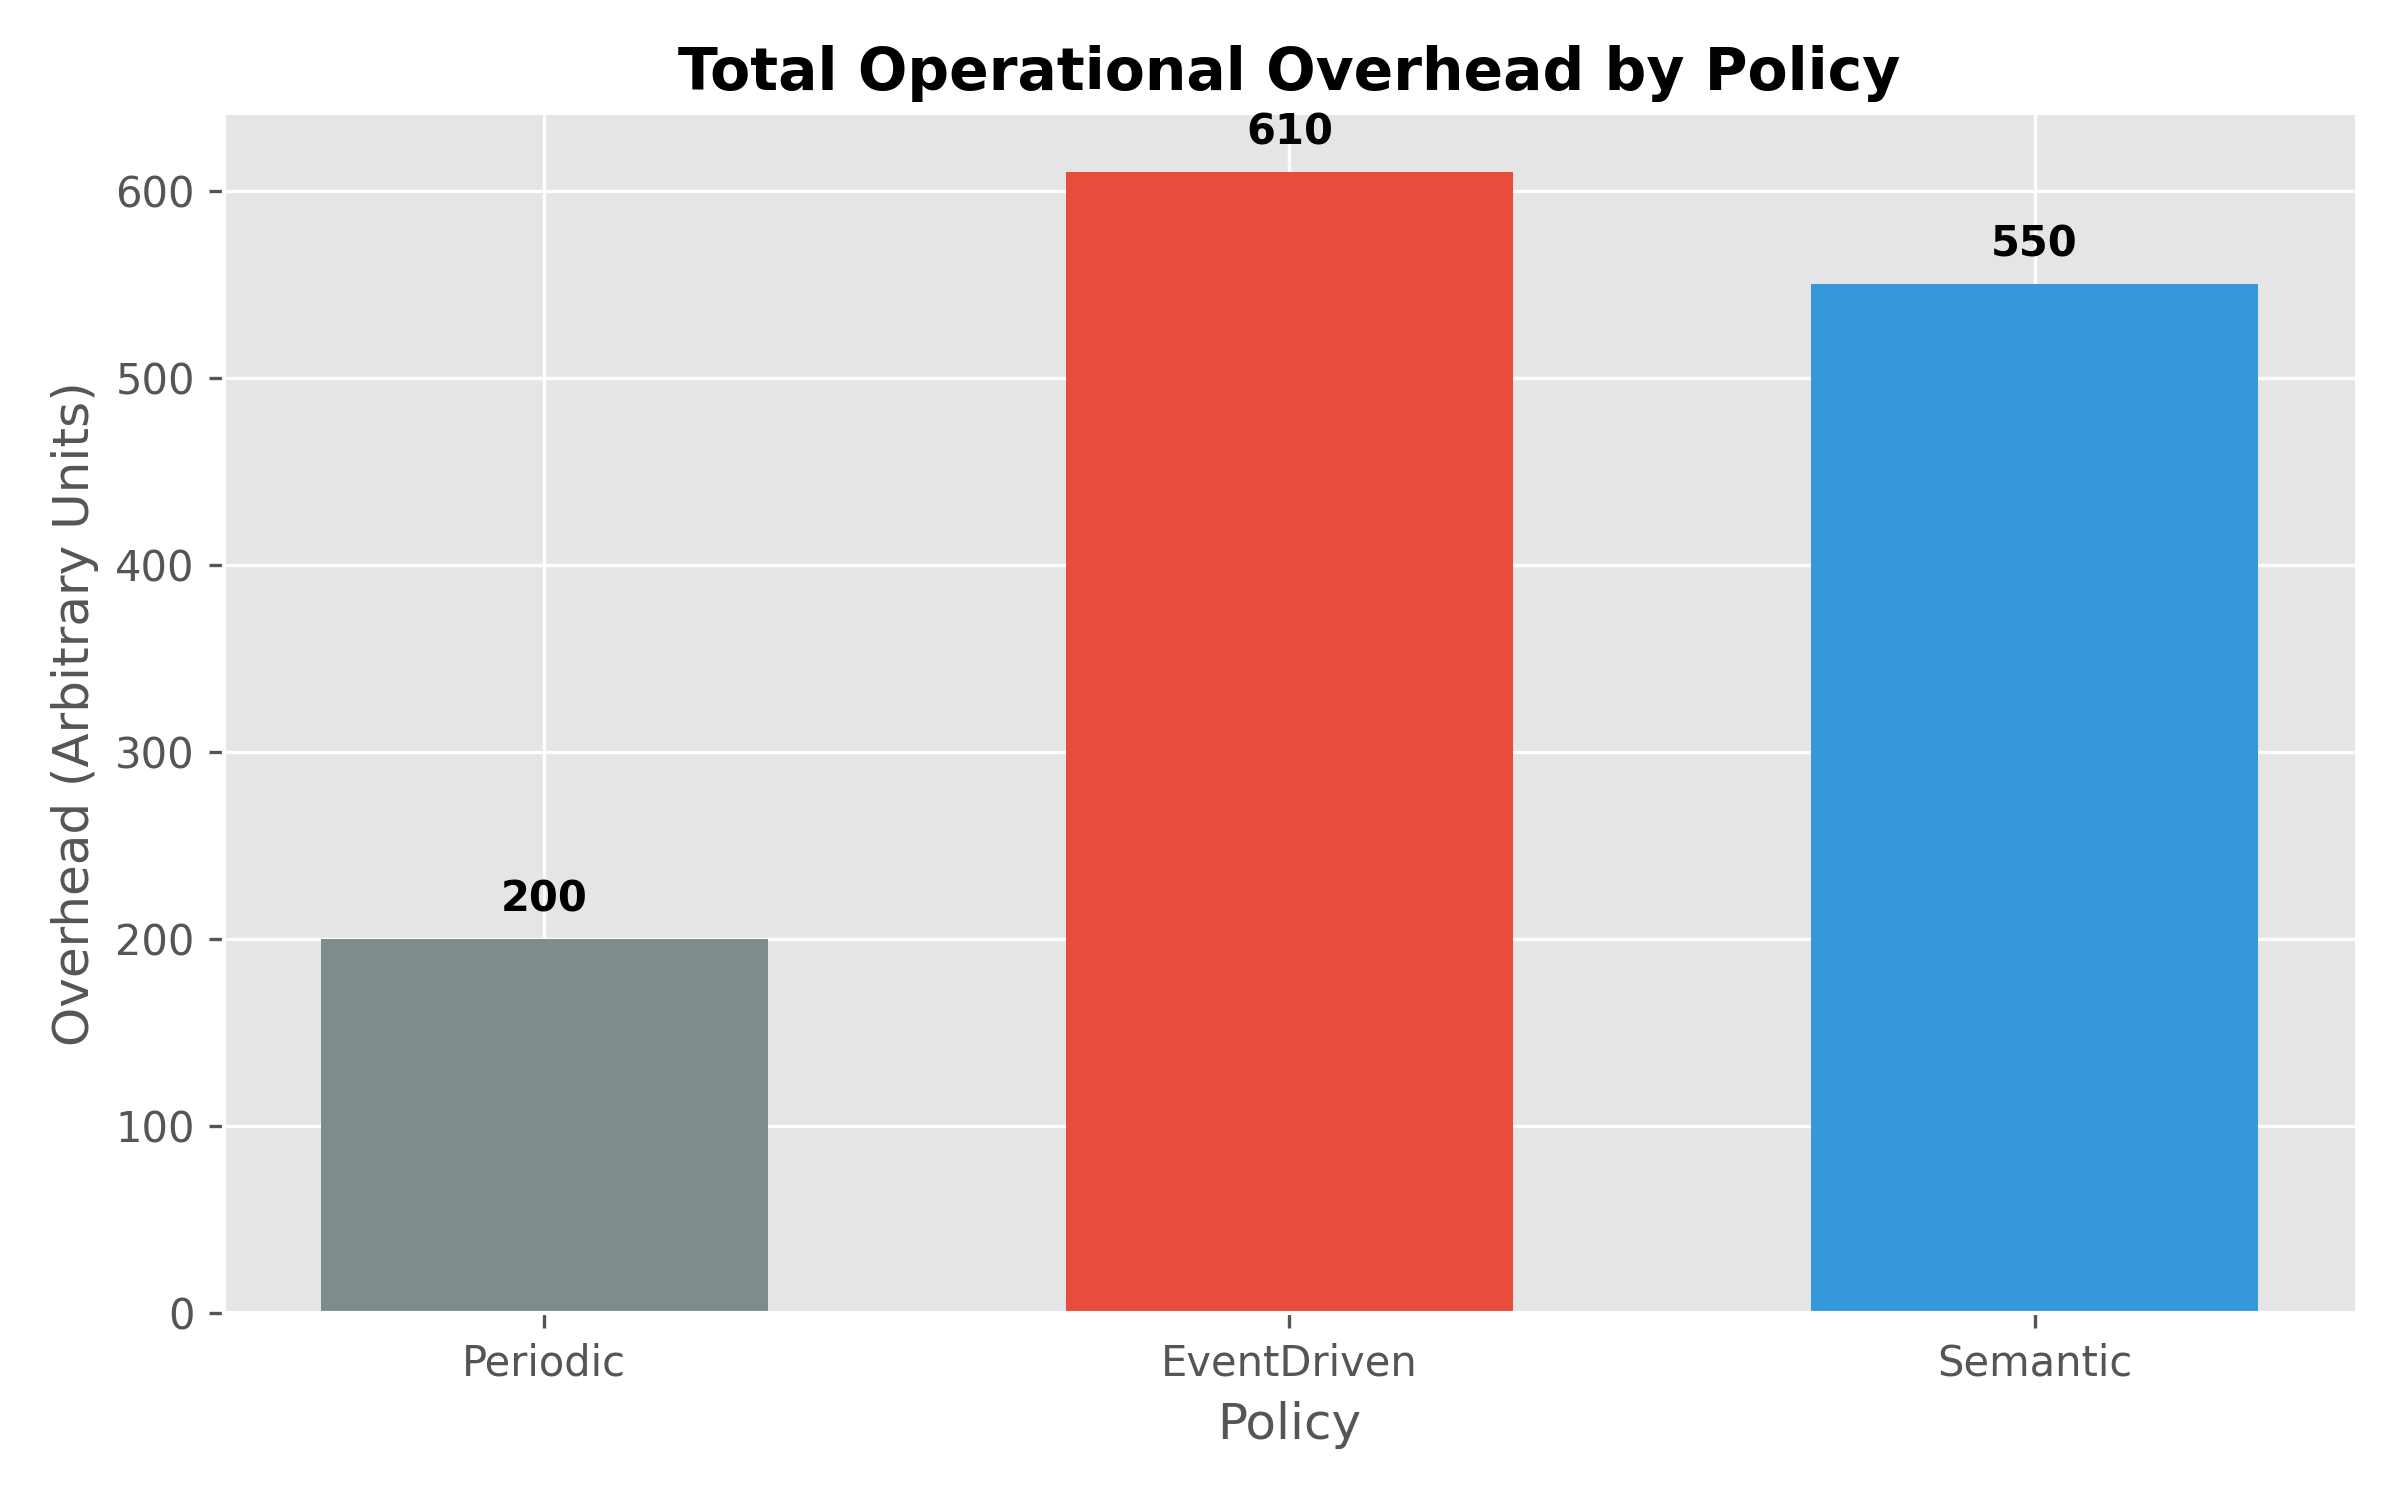 Total Operational Overhead by Policy
610
600
550
500
Overhead (Arbitrary Units)
400
300
200
200
100
0
Periodic
EventDriven
Semantic
Policy